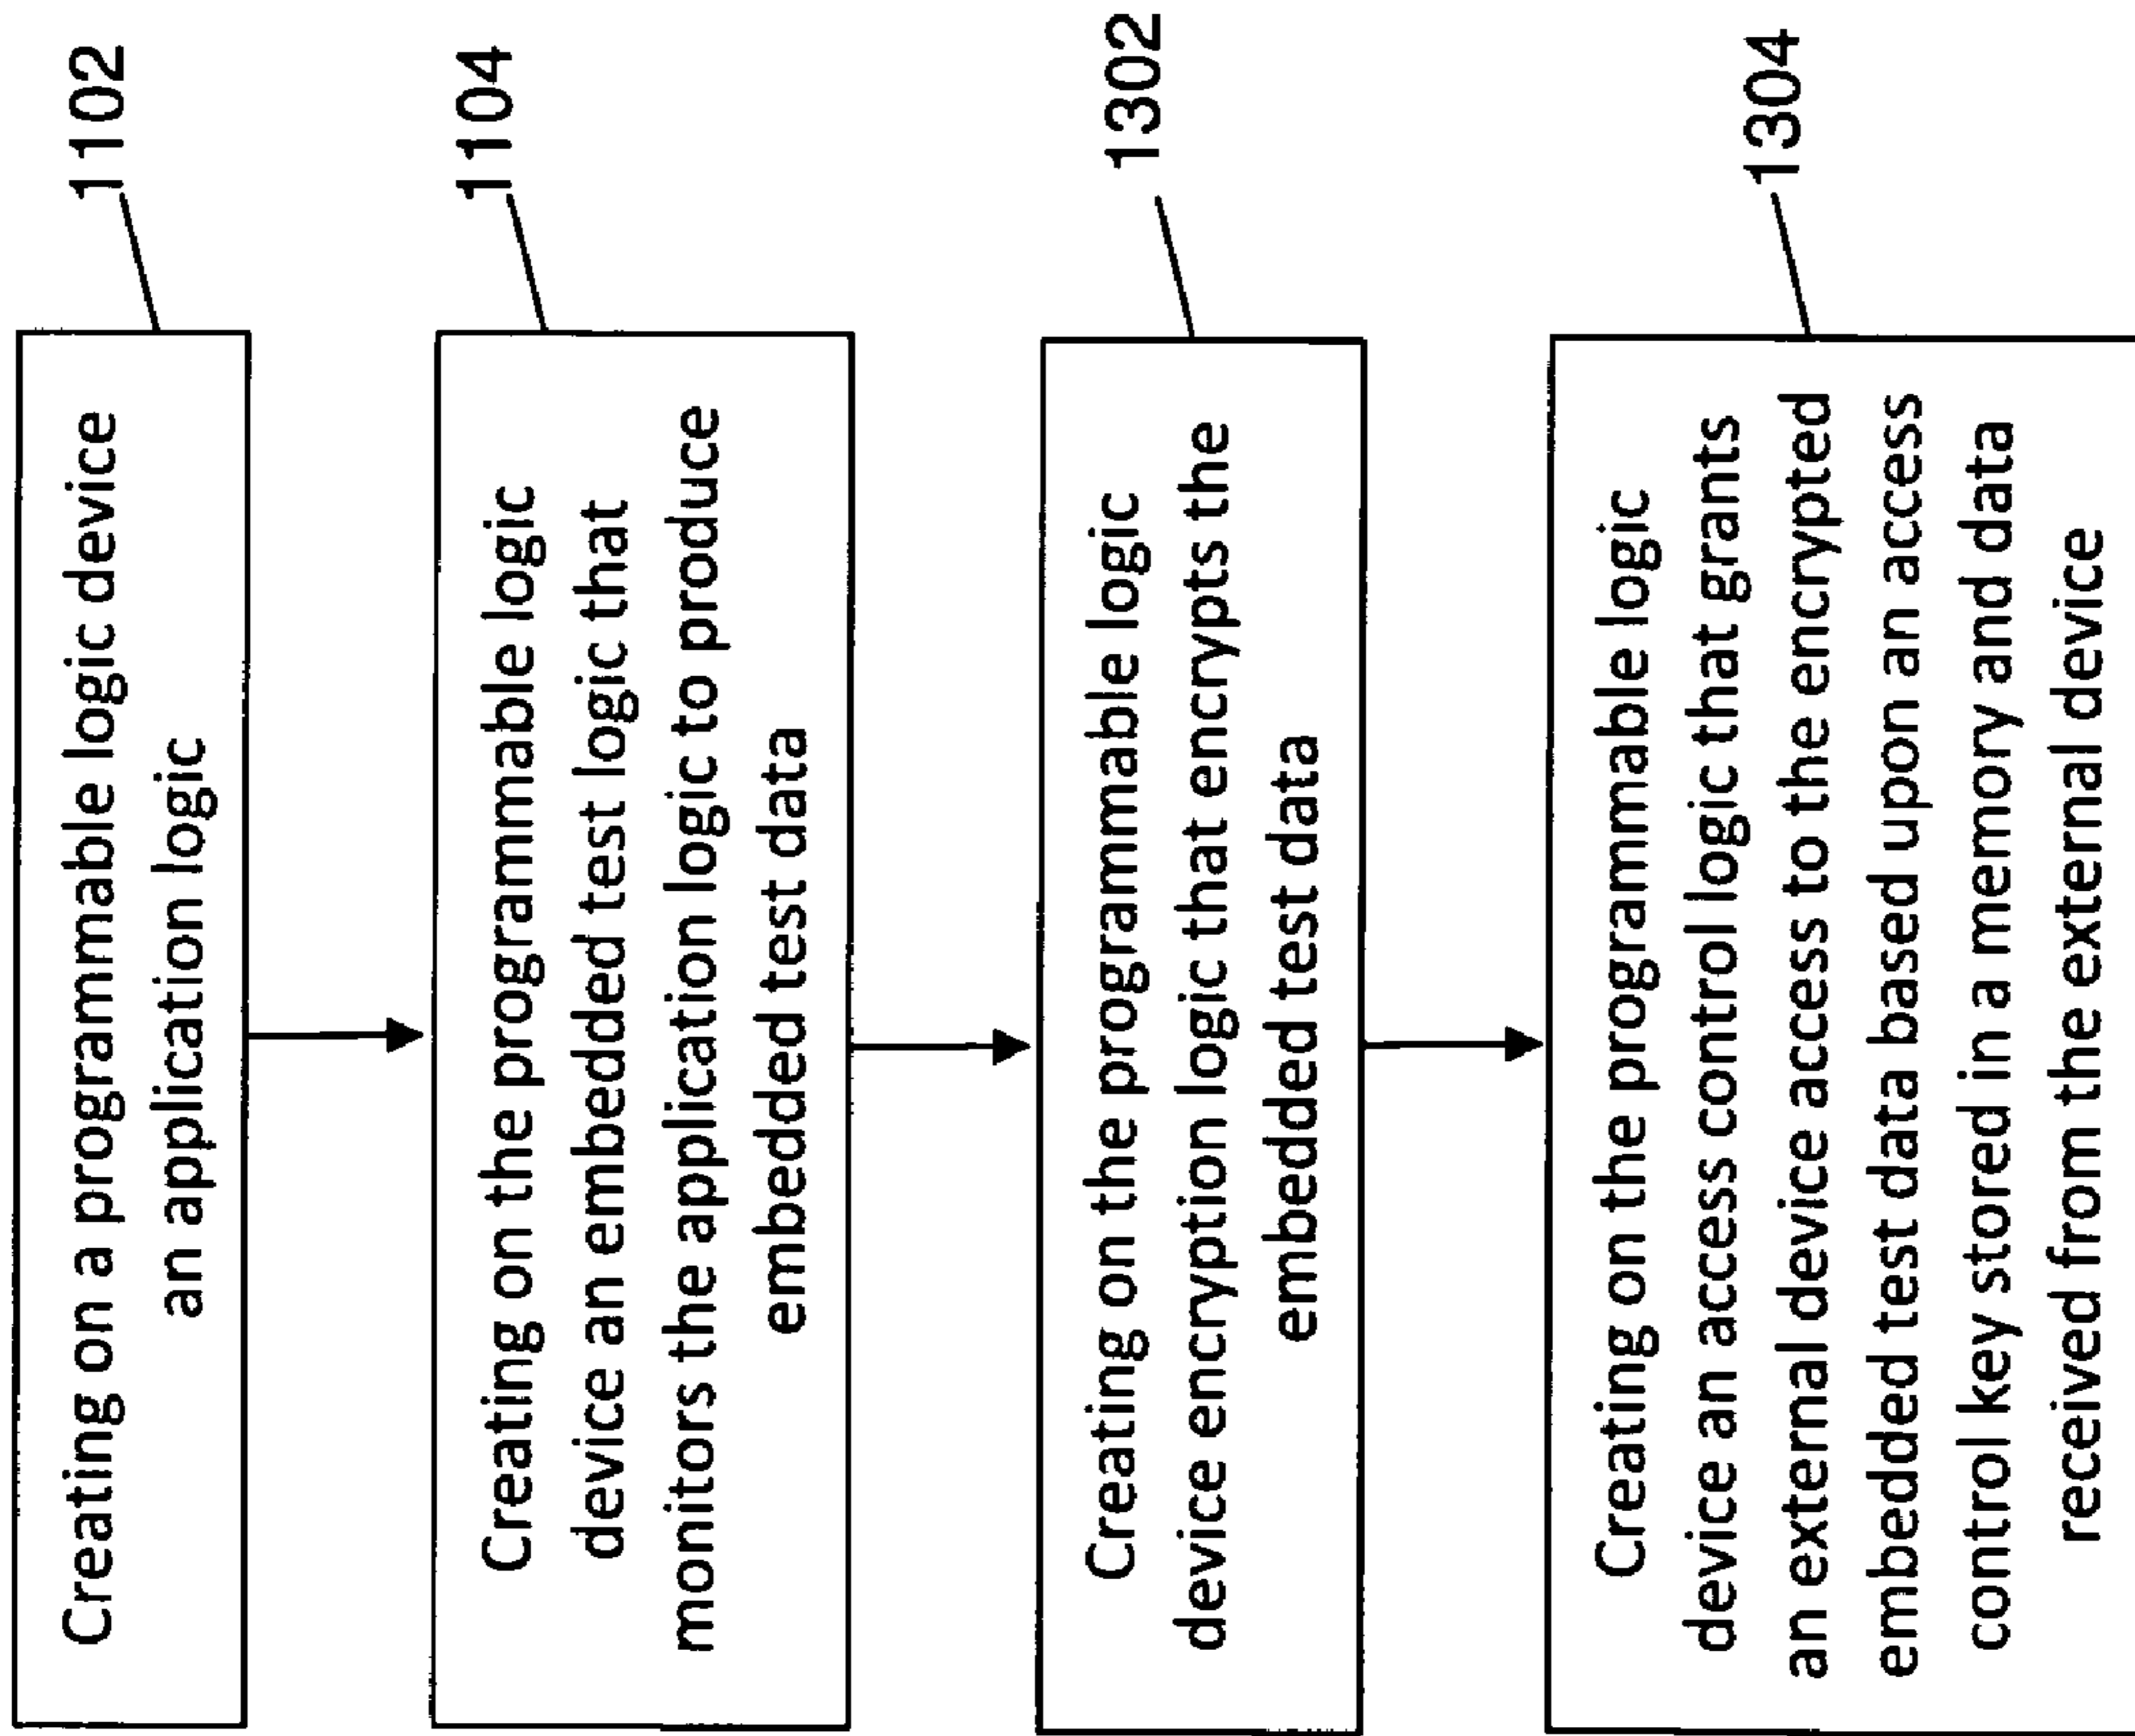 Creating on a programmable logic device
an application logic
1102
Creating on the programmable logic
device an embedded test logic that
monitors the application logic to produce
embedded test data
1104
Creating on the programmable logic
device encryption logic that encrypts the
embedded test data
1302
Creating on the programmable logic
device an access control logic that grants
an external device access to the encrypted
embedded test data based upon an access
control key stored in a memory and data
received from the external device
1304